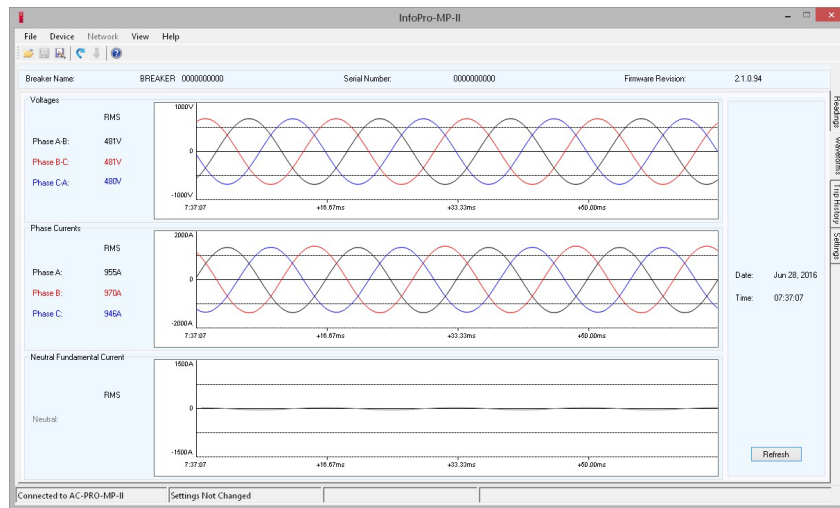 InfoPro-MP-II
File Device Network View Help
Breaker Name: BREAKER 0000000000 Serial Number: 0000000000 Firmware Revision: 2.1.0.94
Voltages
RMS
Phase A-B: 481V
Phase B-C: 481V
Phase C-A: 480V
1000V
0
-1000V
7:37:07 +16.67ms +33.33ms +50.00ms
Phase Currents
RMS
Phase A: 955A
Phase B: 970A
Phase C: 946A
2000A
0
-2000A
7:37:07 +16.67ms +33.33ms +50.00ms
Neutral Fundamental Current
RMS
Neutral:
1500A
0
-1500A
7:37:07 +16.67ms +33.33ms +50.00ms
Date: Jun 28, 2016
Time: 07:37:07
Refresh
Readings
Waveforms
Trip History
Settings
Connected to AC-PRO-MP-II Settings Not Changed